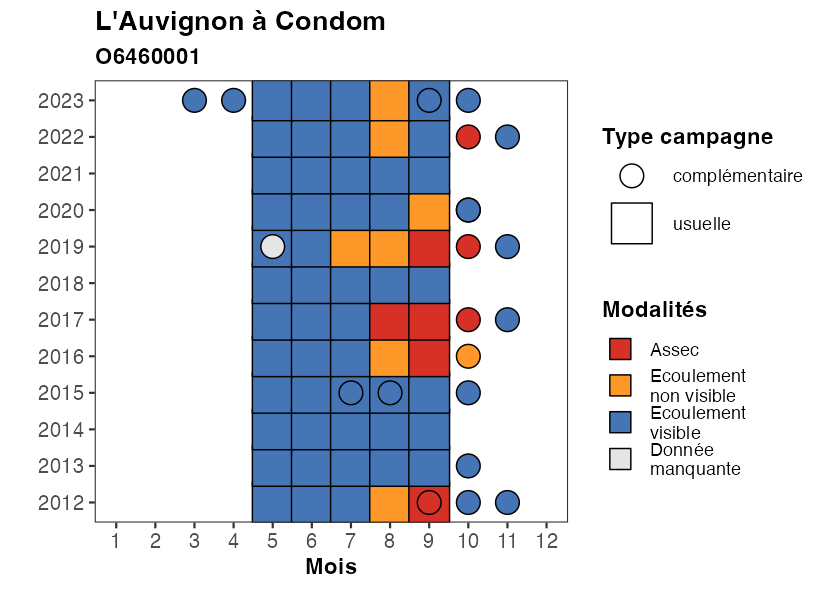 L'Auvignon à Condom
O6460001
2023
2022
2021
2020
2019
2018
2017
2016
2015
2014
2013
2012
1 2 3 4 5 6 7 8 9 10 11 12
Mois
Type campagne
complémentaire
usuelle
Modalités
Assec
Ecoulement
non visible
Ecoulement
visible
Donnée
manquante